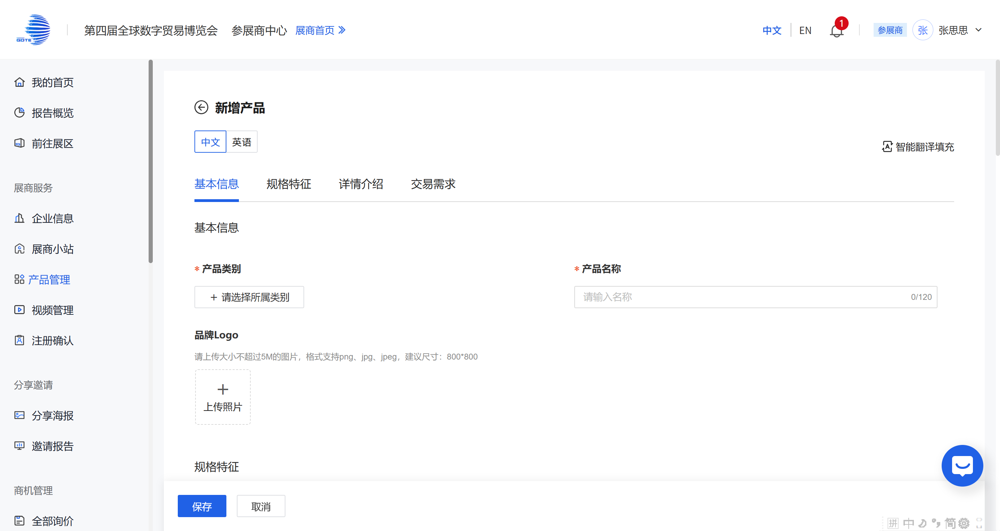 GDTE
第四届全球数字贸易博览会 参展商中心 展商首页
中文 EN 1 参展商 张 张思思
我的首页
报告概览
前往展区
展商服务
企业信息
展商小站
产品管理
视频管理
注册确认
分享邀请
分享海报
邀请报告
商机管理
全部询价
新增产品
中文 英语
智能翻译填充
基本信息 规格特征 详情介绍 交易需求
基本信息
* 产品类别
+ 请选择所属类别
* 产品名称
请输入名称 0/120
品牌Logo
请上传大小不超过5M的图片，格式支持png、jpg、jpeg，建议尺寸：800*800
+
上传照片
规格特征
保存 取消
拼 中 简